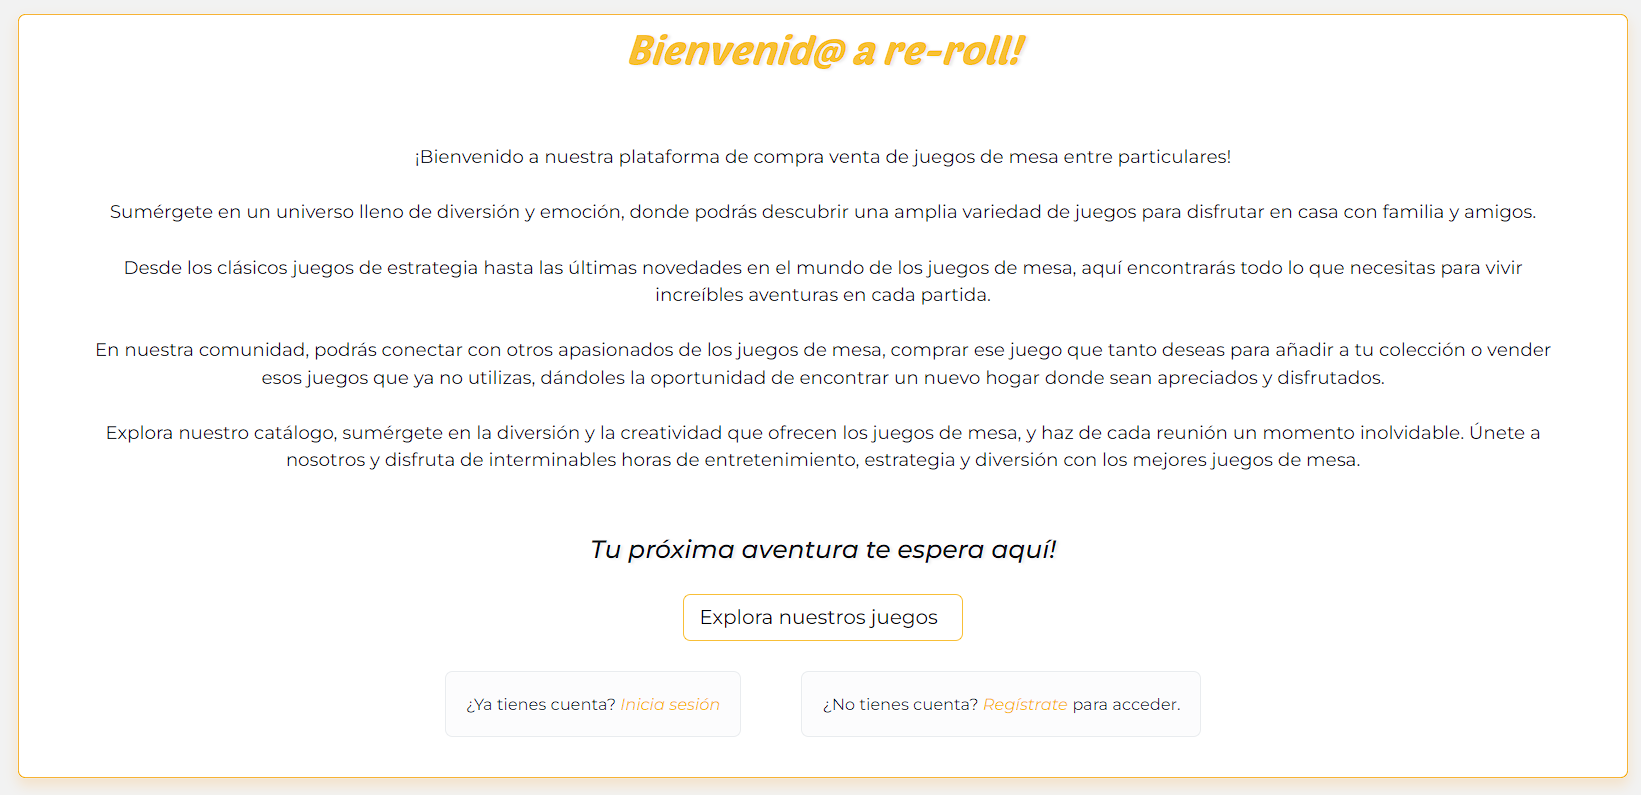 Bienvenid@ a re-roll!
¡Bienvenido a nuestra plataforma de compra venta de juegos de mesa entre particulares!
Sumérgete en un universo lleno de diversión y emoción, donde podrás descubrir una amplia variedad de juegos para disfrutar en casa con familia y amigos.
Desde los clásicos juegos de estrategia hasta las últimas novedades en el mundo de los juegos de mesa, aquí encontrarás todo lo que necesitas para vivir
increíbles aventuras en cada partida.
En nuestra comunidad, podrás conectar con otros apasionados de los juegos de mesa, comprar ese juego que tanto deseas para añadir a tu colección o vender
esos juegos que ya no utilizas, dándoles la oportunidad de encontrar un nuevo hogar donde sean apreciados y disfrutados.
Explora nuestro catálogo, sumérgete en la diversión y la creatividad que ofrecen los juegos de mesa, y haz de cada reunión un momento inolvidable. Únete a
nosotros y disfruta de interminables horas de entretenimiento, estrategia y diversión con los mejores juegos de mesa.
Tu próxima aventura te espera aquí!
Explora nuestros juegos
¿Ya tienes cuenta? Inicia sesión
¿No tienes cuenta? Regístrate para acceder.